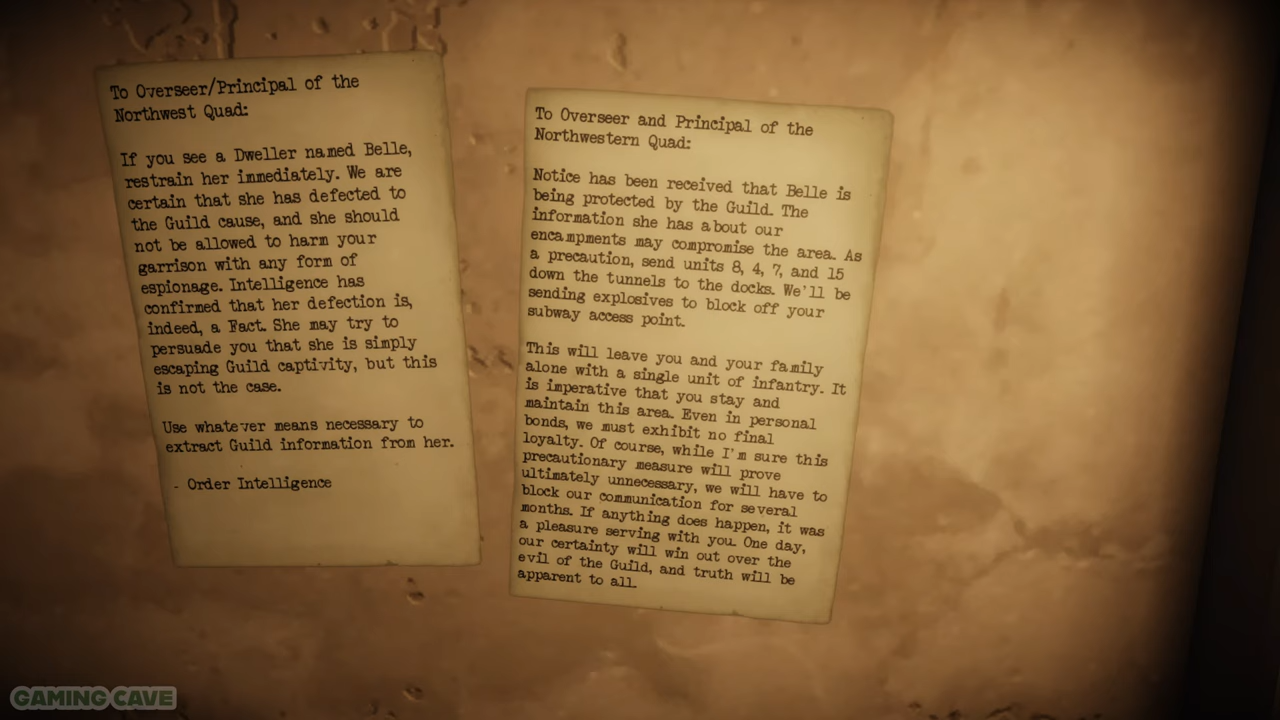 To Overseer/Principal of the
Northwest Quad:
If you see a Dweller named Belle,
restrain her immediately. We are
certain that she has defected to
the Guild cause, and she should
not be allowed to harm your
garrison with any form of
espionage. Intelligence has
confirmed that her defection is,
indeed, a Fact. She may try to
persuade you that she is simply
escaping Guild captivity, but this
is not the case.
Use whatever means necessary to
extract Guild information from her.
- Order Intelligence
To Overseer and Principal of the
Northwestern Quad:
Notice has been received that Belle is
being protected by the Guild. The
information she has about our
encampments may compromise the area. As
a precaution, send units 8, 4, 7, and 15
down the tunnels to the docks. We'll be
sending explosives to block off your
subway access point.
This will leave you and your family
alone with a single unit of infantry. It
is imperative that you stay and
maintain this area. Even in personal
bonds, we must exhibit no final
loyalty. Of course, while I'm sure this
precautionary measure will prove
ultimately unnecessary, we will have to
block our communication for several
months. If anything does happen, it was
a pleasure serving with you. One day,
our certainty will win out over the
evil of the Guild, and truth will be
apparent to all.
GAMING CAVE